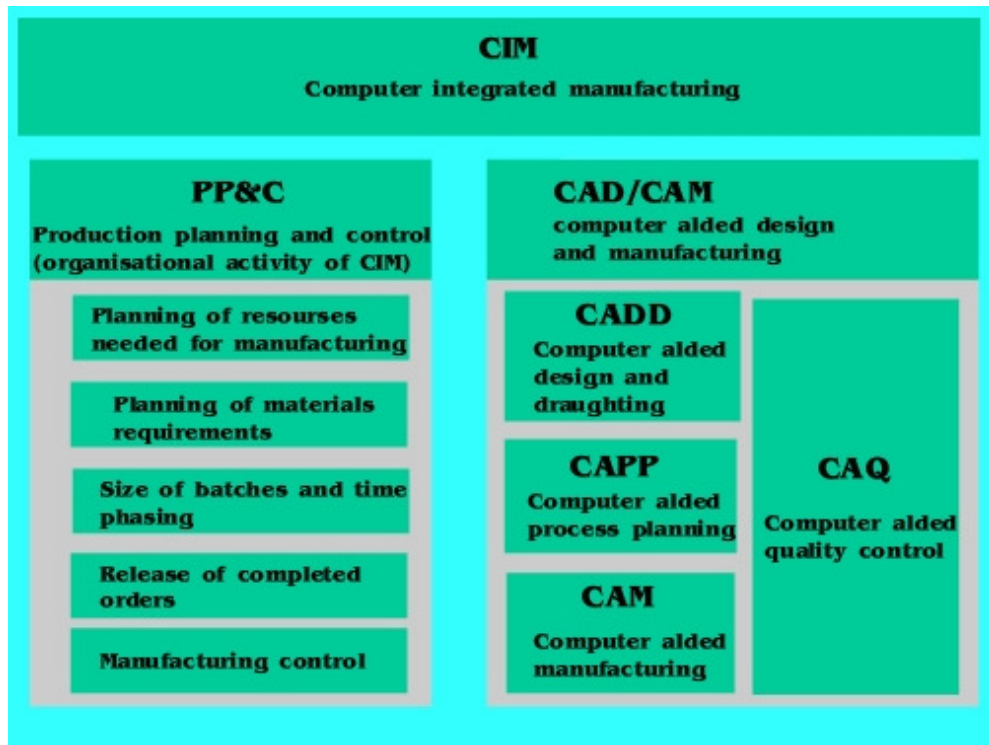 CIM
Computer integrated manufacturing
PP&C
Production planning and control
(organisational activity of CIM)
Planning of resourses
needed for manufacturing
Planning of materials
requirements
Size of batches and time
phasing
Release of completed
orders
Manufacturing control
CAD/CAM
computer alded design
and manufacturing
CADD
Computer alded
design and
draughting
CAPP
Computer alded
process planning
CAM
Computer alded
manufacturing
CAQ
Computer alded
quality control